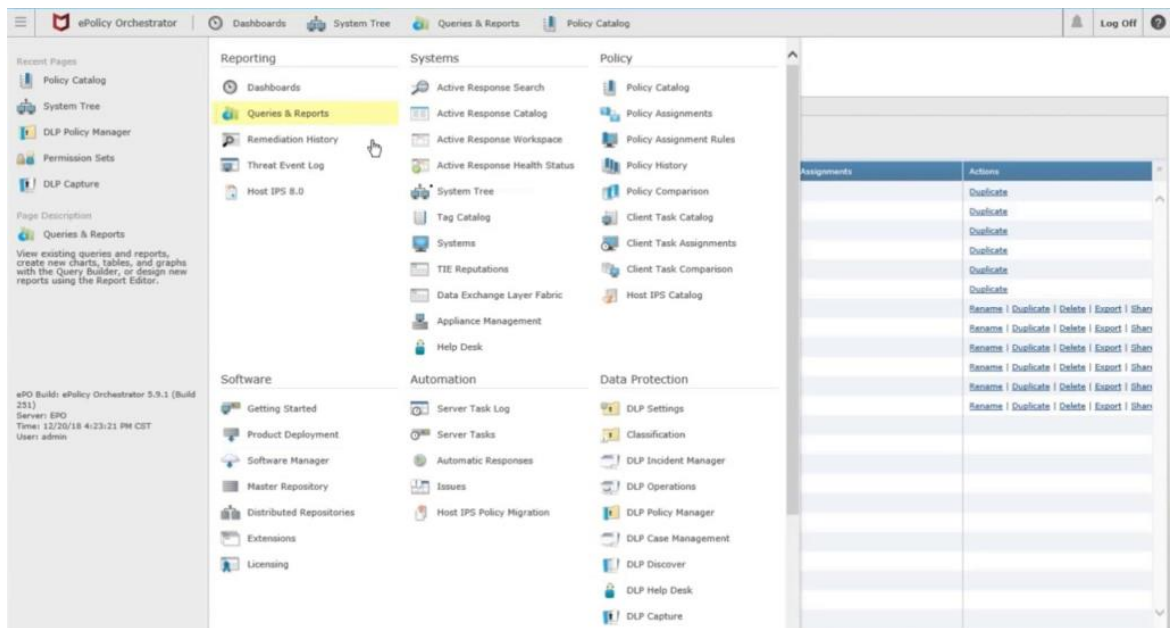 ePolicy Orchestrator
Dashboards
System Tree
Queries & Reports
Policy Catalog
Log Off
?
Recent Pages
Policy Catalog
System Tree
DLP Policy Manager
Permission Sets
DLP Capture
Page Description
Queries & Reports
View existing queries and reports,
create new charts, tables, and graphs
with the Query Builder, or design new
reports using the Report Editor.
ePO Build: ePolicy Orchestrator 5.9.1 (Build
251)
Server: EPO
Time: 12/20/18 4:23:21 PM CST
User: admin
Reporting
Dashboards
Queries & Reports
Remediation History
Threat Event Log
Host IPS 8.0
Systems
Active Response Search
Active Response Catalog
Active Response Workspace
Active Response Health Status
System Tree
Tag Catalog
Systems
TIE Reputations
Data Exchange Layer Fabric
Appliance Management
Help Desk
Policy
Policy Catalog
Policy Assignments
Policy Assignment Rules
Policy History
Policy Comparison
Client Task Catalog
Client Task Assignments
Client Task Comparison
Host IPS Catalog
Software
Getting Started
Product Deployment
Software Manager
Master Repository
Distributed Repositories
Extensions
Licensing
Automation
Server Task Log
Server Tasks
Automatic Responses
Issues
Host IPS Policy Migration
Data Protection
DLP Settings
Classification
DLP Incident Manager
DLP Operations
DLP Policy Manager
DLP Case Management
DLP Discover
DLP Help Desk
DLP Capture
Assignments
Actions
Duplicate
Duplicate
Duplicate
Duplicate
Duplicate
Duplicate
Rename | Duplicate | Delete | Export | Shar
Rename | Duplicate | Delete | Export | Shar
Rename | Duplicate | Delete | Export | Shar
Rename | Duplicate | Delete | Export | Shar
Rename | Duplicate | Delete | Export | Shar
Rename | Duplicate | Delete | Export | Shar